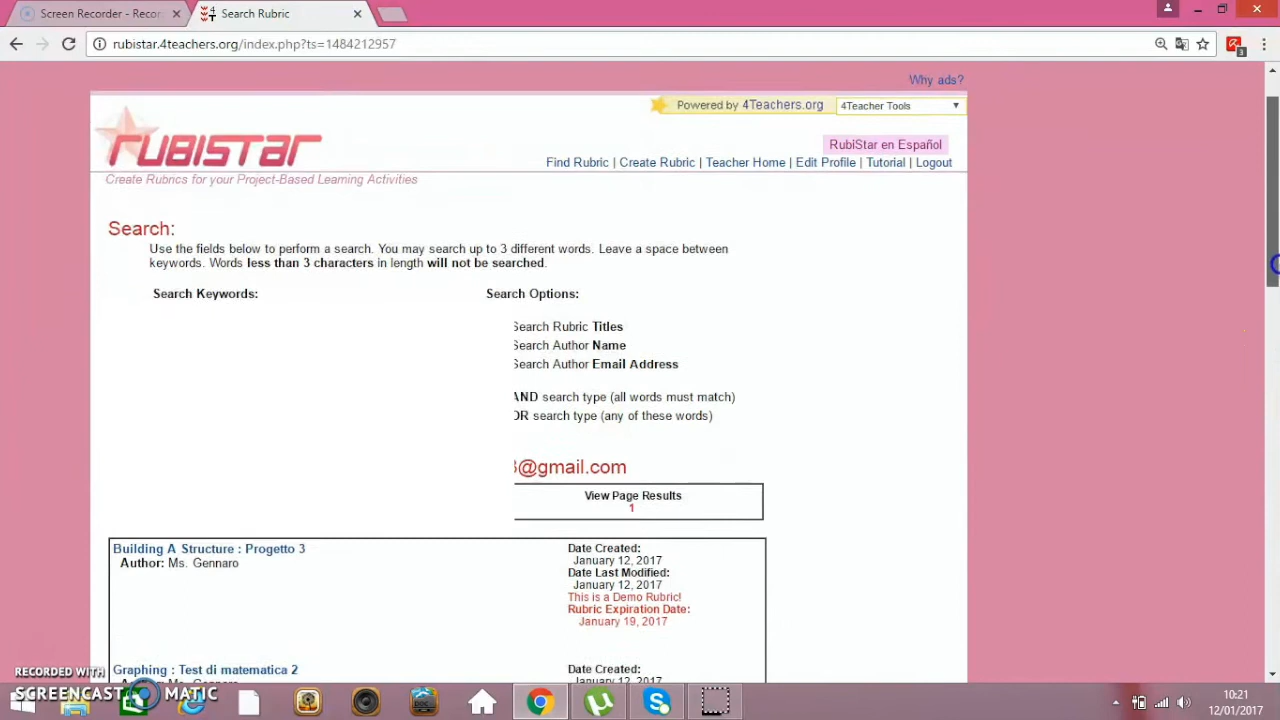 Screen Recorder - Recor
Search Rubric
rubistar.4teachers.org/index.php?ts=1484212957
3
Why ads?
Powered by 4Teachers.org
4Teacher Tools
rubistar
RubiStar en Español
Find Rubric | Create Rubric | Teacher Home | Edit Profile | Tutorial | Logout
Create Rubrics for your Project-Based Learning Activities
Search:
Use the fields below to perform a search. You may search up to 3 different words. Leave a space between
keywords. Words less than 3 characters in length will not be searched.
Search Keywords:
Search Options:
Search Rubric Titles
Search Author Name
Search Author Email Address
AND search type (all words must match)
OR search type (any of these words)
@gmail.com
View Page Results
1
Building A Structure : Progetto 3
Author: Ms. Gennaro
Date Created:
January 12, 2017
Date Last Modified:
January 12, 2017
This is a Demo Rubric!
Rubric Expiration Date:
January 19, 2017
Graphing : Test di matematica 2
Date Created:
RECORDED WITH
SCREENCAST MATIC
DOC
10:21
12/01/2017